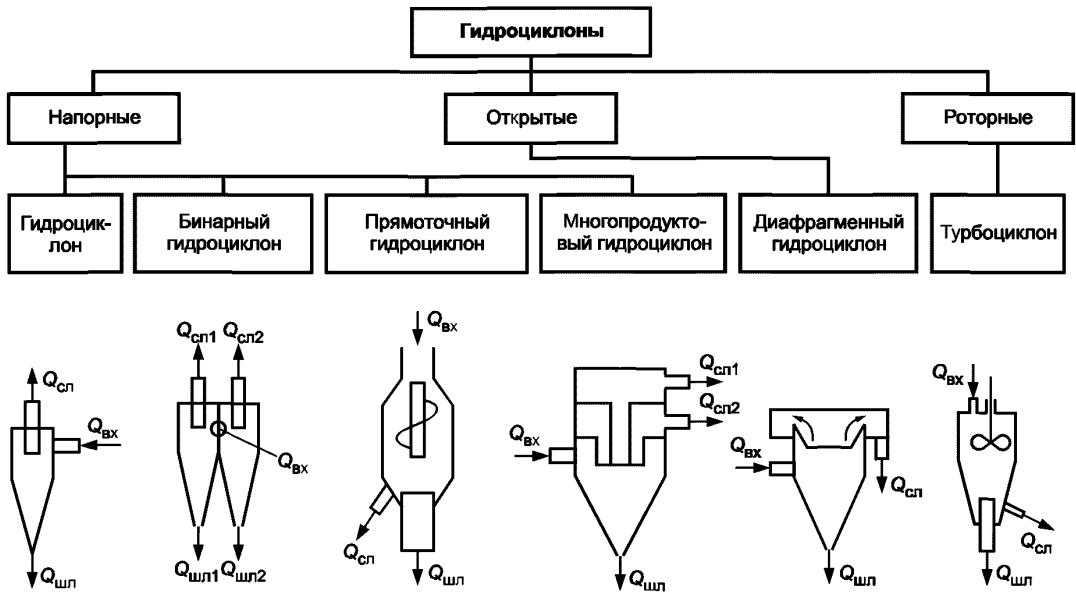 Гидроциклоны
Напорные
Открытые
Роторные
Гидроцик-
лон
Бинарный
гидроциклон
Прямоточный
гидроциклон
Многопродукто-
вый гидроциклон
Диафрагменный
гидроциклон
Турбоциклон
Qсл
Qвх
Qшл
Qсл1
Qсл2
Qвх
Qшл1
Qшл2
Qвх
Qсл
Qшл
Qсл1
Qсл2
Qвх
Qшл
Qвх
Qсл
Qшл
Qвх
Qсл
Qшл